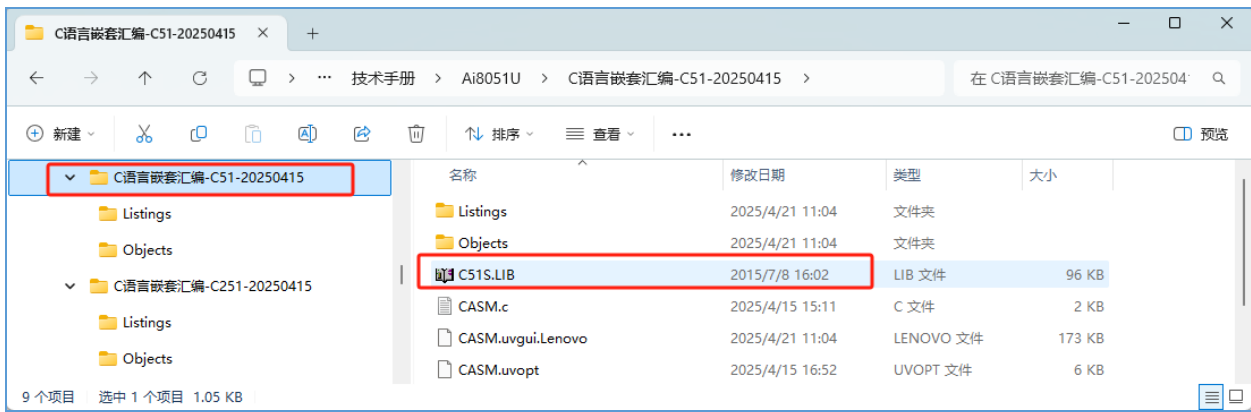 C语言嵌套汇编-C51-20250415
技术手册 > Ai8051U > C语言嵌套汇编-C51-20250415 >
在 C语言嵌套汇编-C51-202504
新建 排序 查看 预览
C语言嵌套汇编-C51-20250415
Listings
Objects
C语言嵌套汇编-C251-20250415
Listings
Objects
名称 修改日期 类型 大小
Listings 2025/4/21 11:04 文件夹
Objects 2025/4/21 11:04 文件夹
C51S.LIB 2015/7/8 16:02 LIB 文件 96 KB
CASM.c 2025/4/15 15:11 C 文件 2 KB
CASM.uvgui.Lenovo 2025/4/21 11:04 LENOVO 文件 173 KB
CASM.uvopt 2025/4/15 16:52 UVOPT 文件 6 KB
9 个项目 选中 1 个项目 1.05 KB